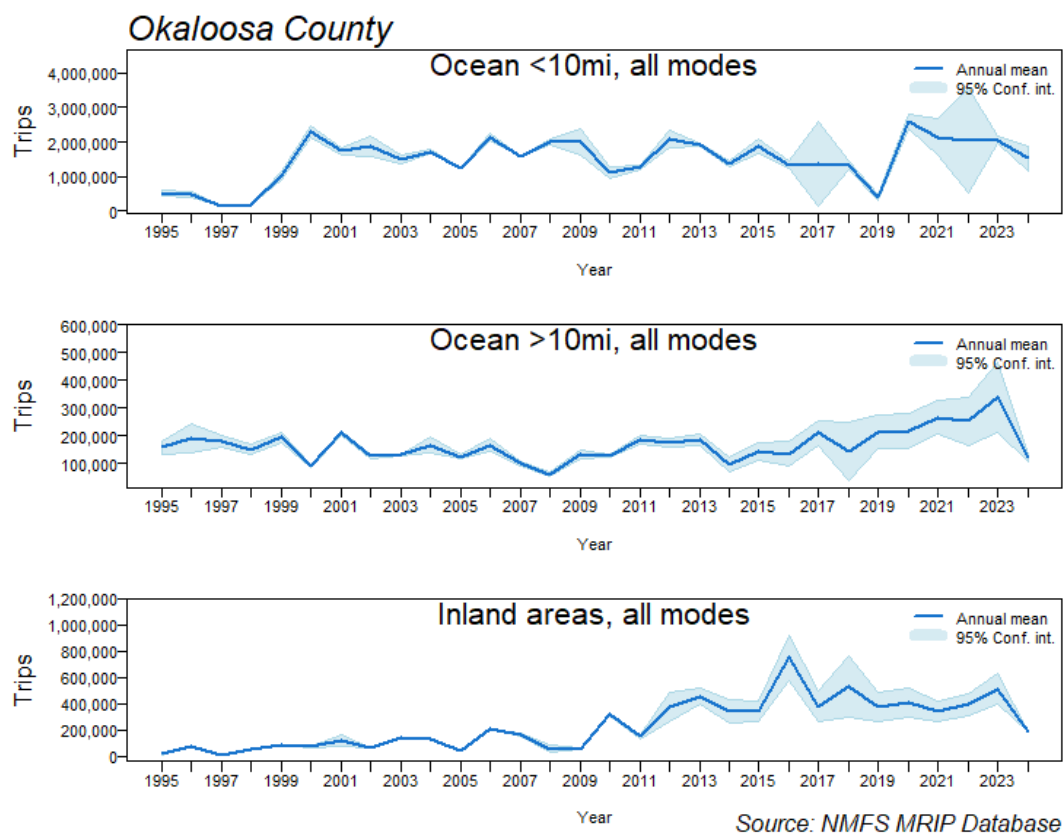 Okaloosa County
Ocean <10mi, all modes
Annual mean
95% Conf. int.
Trips
4,000,000
3,000,000
2,000,000
1,000,000
0
1995 1997 1999 2001 2003 2005 2007 2009 2011 2013 2015 2017 2019 2021 2023
Year
Ocean >10mi, all modes
Annual mean
95% Conf. int.
Trips
600,000
500,000
400,000
300,000
200,000
100,000
1995 1997 1999 2001 2003 2005 2007 2009 2011 2013 2015 2017 2019 2021 2023
Year
Inland areas, all modes
Annual mean
95% Conf. int.
Trips
1,200,000
1,000,000
800,000
600,000
400,000
200,000
0
1995 1997 1999 2001 2003 2005 2007 2009 2011 2013 2015 2017 2019 2021 2023
Year
Source: NMFS MRIP Database